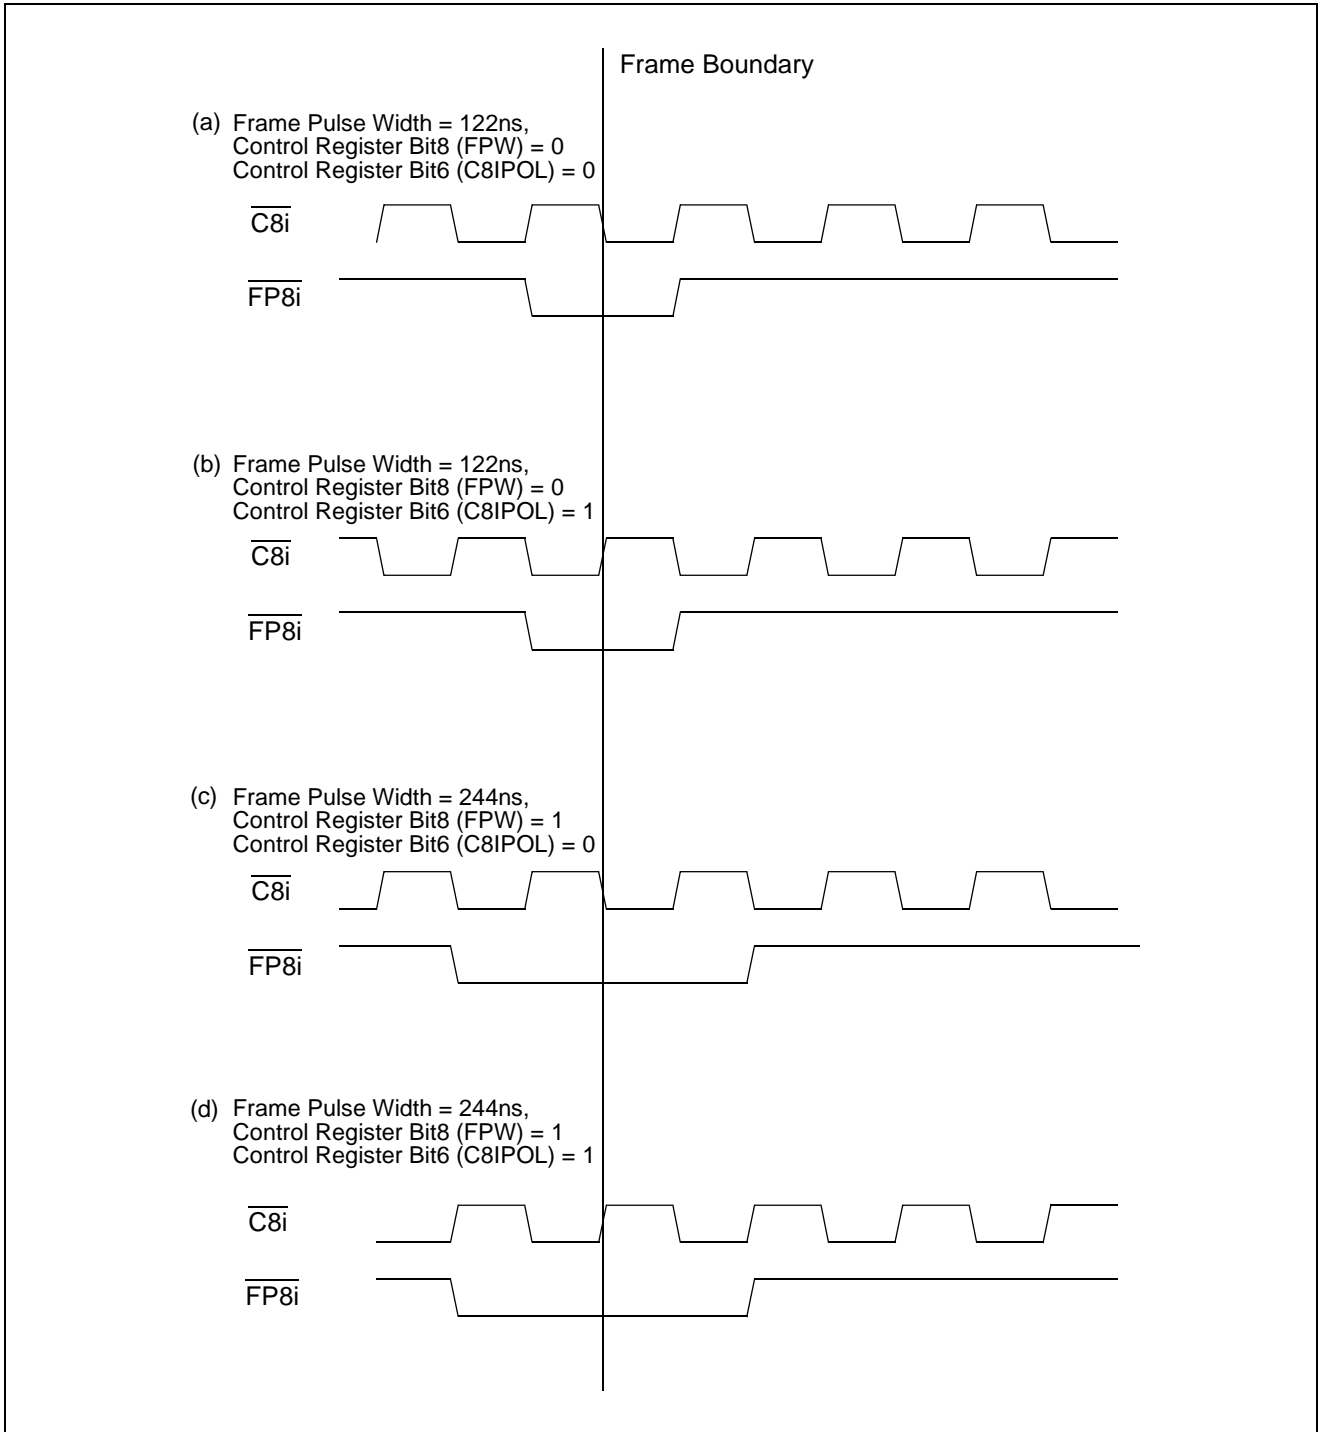 Frame Boundary
(a) Frame Pulse Width = 122ns,
Control Register Bit8 (FPW) = 0
Control Register Bit6 (C8IPOL) = 0
C8i
FP8i
(b) Frame Pulse Width = 122ns,
Control Register Bit8 (FPW) = 0
Control Register Bit6 (C8IPOL) = 1
C8i
FP8i
(c) Frame Pulse Width = 244ns,
Control Register Bit8 (FPW) = 1
Control Register Bit6 (C8IPOL) = 0
C8i
FP8i
(d) Frame Pulse Width = 244ns,
Control Register Bit8 (FPW) = 1
Control Register Bit6 (C8IPOL) = 1
C8i
FP8i